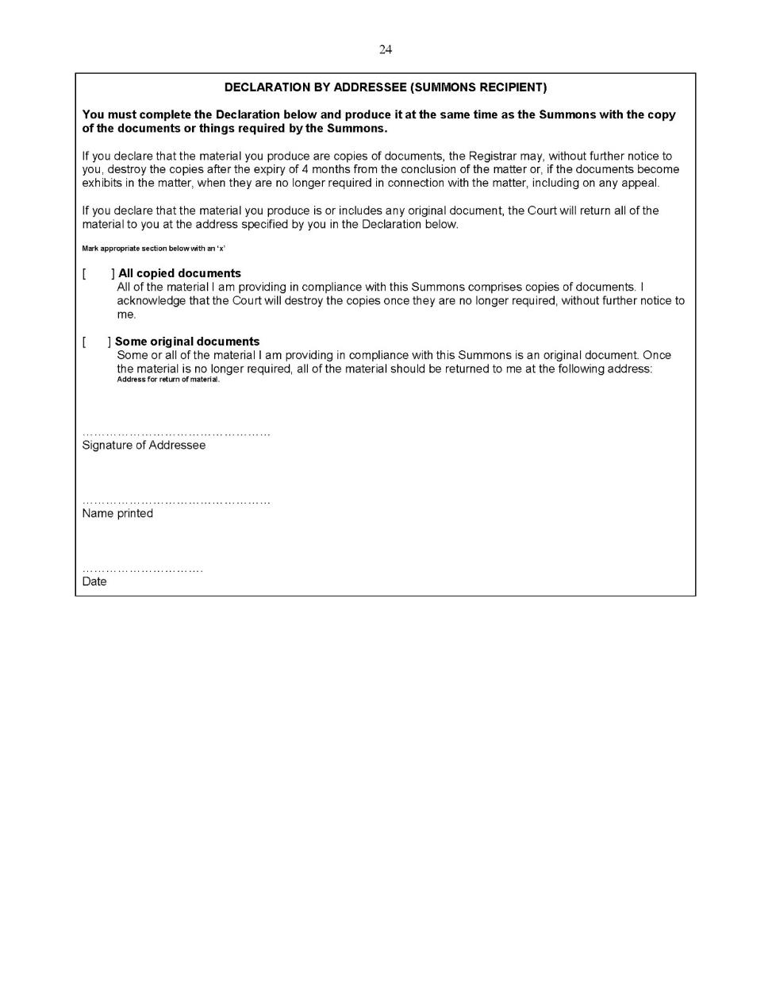 24
DECLARATION BY ADDRESSEE (SUMMONS RECIPIENT)
You must complete the Declaration below and produce it at the same time as the Summons with the copy
of the documents or things required by the Summons.
If you declare that the material you produce are copies of documents, the Registrar may, without further notice to
you, destroy the copies after the expiry of 4 months from the conclusion of the matter or, if the documents become
exhibits in the matter, when they are no longer required in connection with the matter, including on any appeal.
If you declare that the material you produce is or includes any original document, the Court will return all of the
material to you at the address specified by you in the Declaration below.
Mark appropriate section below with an ‘x’
[ ] All copied documents
All of the material I am providing in compliance with this Summons comprises copies of documents. I
acknowledge that the Court will destroy the copies once they are no longer required, without further notice to
me.
[ ] Some original documents
Some or all of the material I am providing in compliance with this Summons is an original document. Once
the material is no longer required, all of the material should be returned to me at the following address:
Address for return of material.
…………………………………………
Signature of Addressee
…………………………………………
Name printed
………………………….
Date